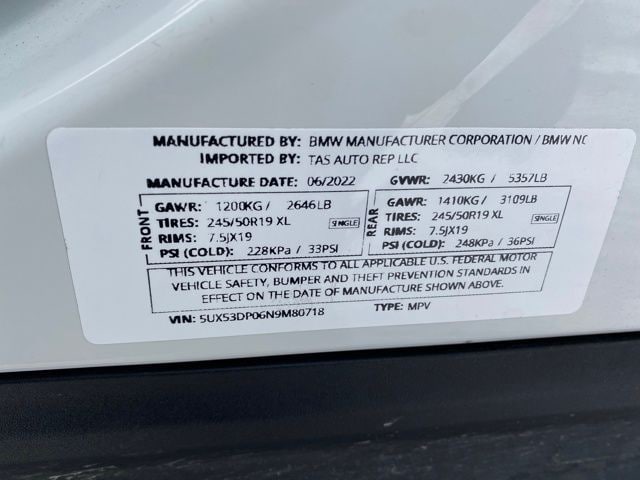 MANUFACTURED BY: BMW MANUFACTURER CORPORATION / BMW NC
IMPORTED BY: TAS AUTO REP LLC
MANUFACTURE DATE: 06/2022 GVWR: 2430KG / 5357LB
FRONT
GAWR: 1200KG / 2646LB
TIRES: 245/50R19 XL SINGLE
RIMS: 7.5JX19
PSI (COLD): 228KPa / 33PSI
REAR
GAWR: 1410KG / 3109LB
TIRES: 245/50R19 XL SINGLE
RIMS: 7.5JX19
PSI (COLD): 248KPa / 36PSI
THIS VEHICLE CONFORMS TO ALL APPLICABLE U.S. FEDERAL MOTOR
VEHICLE SAFETY, BUMPER AND THEFT PREVENTION STANDARDS IN
EFFECT ON THE DATE OF MANUFACTURE SHOWN ABOVE.
VIN: 5UX53DP06N9M80718 TYPE: MPV